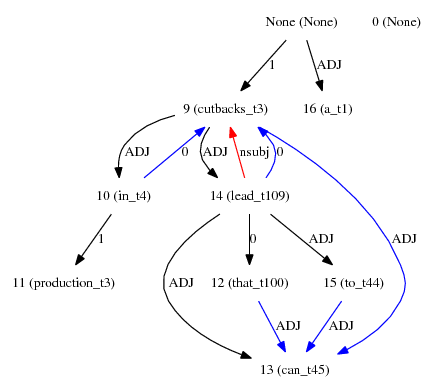 None (None) 0 (None)
1 ADJ
9 (cutbacks_t3) 16 (a_t1)
ADJ 0 ADJ nsubj 0
10 (in_t4) 14 (lead_t109)
1 ADJ 0 ADJ ADJ
11 (production_t3) 12 (that_t100) 15 (to_t44)
ADJ ADJ
13 (can_t45)